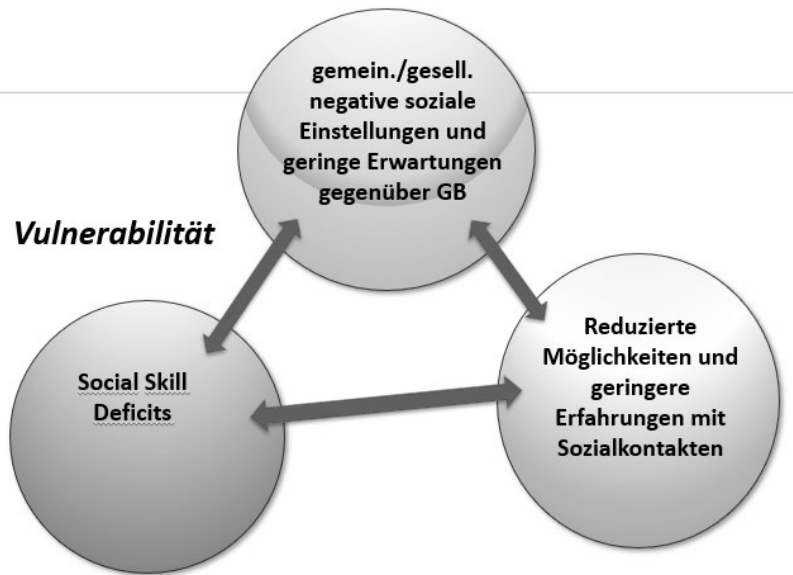 gemein./gesell.
negative soziale
Einstellungen und
geringe Erwartungen
gegenüber GB
Vulnerabilität
Social Skill
Deficits
Reduzierte
Möglichkeiten und
geringere
Erfahrungen mit
Sozialkontakten